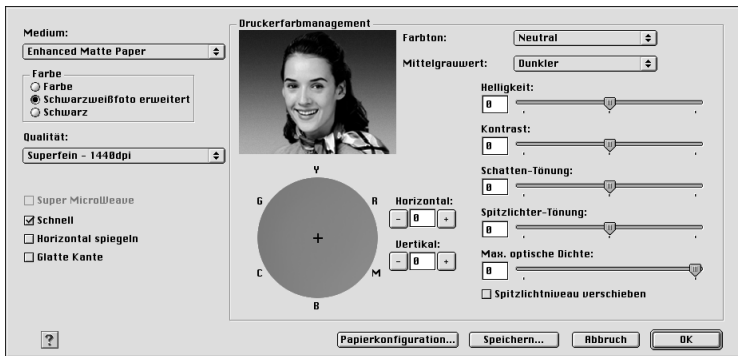 Medium:
Enhanced Matte Paper
Farbe
Farbe
Schwarzweißfoto erweitert
Schwarz
Qualität:
Superfein - 1440dpi
Super MicroWeave
Schnell
Horizontal spiegeln
Glatte Kante
Druckerfarbmanagement
Farbton:
Neutral
Mittelgrauwert:
Dunkler
Helligkeit:
0
Kontrast:
0
Schatten-Tönung:
0
Spitzlichter-Tönung:
0
Max. optische Dichte:
0
Spitzlichtniveau verschieben
Y
G R
C M
B
Horizontal:
- 0 +
Vertikal:
- 0 +
?
Papierkonfiguration... Speichern... Abbruch OK